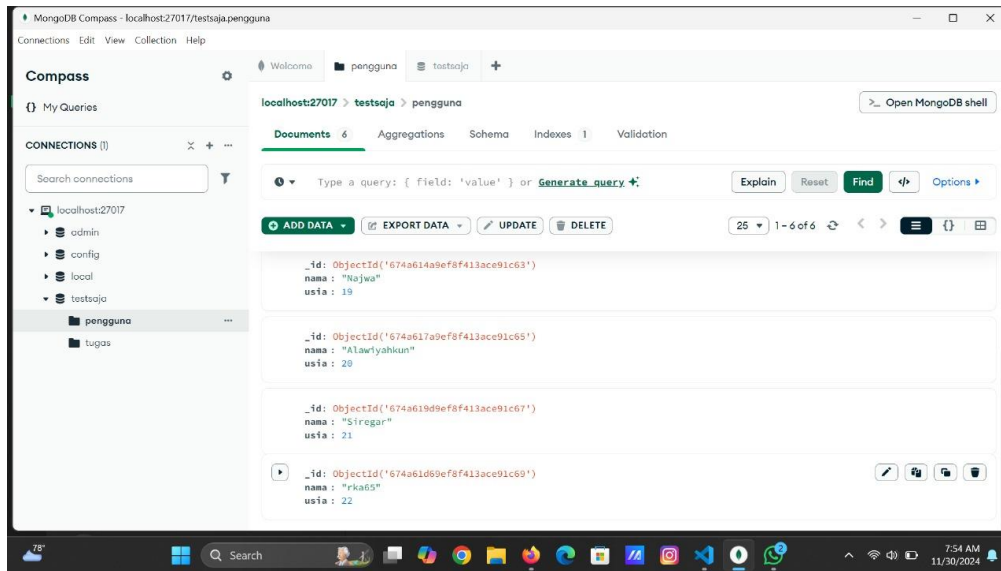 MongoDB Compass - localhost:27017/testsaja.pengguna
Connections Edit View Collection Help
Compass
Welcome pengguna testsaja
{} My Queries
localhost:27017 > testsaja > pengguna
>_ Open MongoDB shell
Documents 6 Aggregations Schema Indexes 1 Validation
CONNECTIONS (1)
Search connections
Type a query: { field: 'value' } or Generate query
Explain Reset Find </> Options
localhost:27017
admin
config
local
testsaja
pengguna
tugas
ADD DATA EXPORT DATA UPDATE DELETE
25 1 - 6 of 6
_id: ObjectId('674a614a9ef8f413ace91c63')
nama : "Najwa"
usia : 19
_id: ObjectId('674a617a9ef8f413ace91c65')
nama : "Alawiyahkun"
usia : 20
_id: ObjectId('674a619d9ef8f413ace91c67')
nama : "Siregar"
usia : 21
_id: ObjectId('674a61d69ef8f413ace91c69')
nama : "rka65"
usia : 22
78°
Search
7:54 AM
11/30/2024